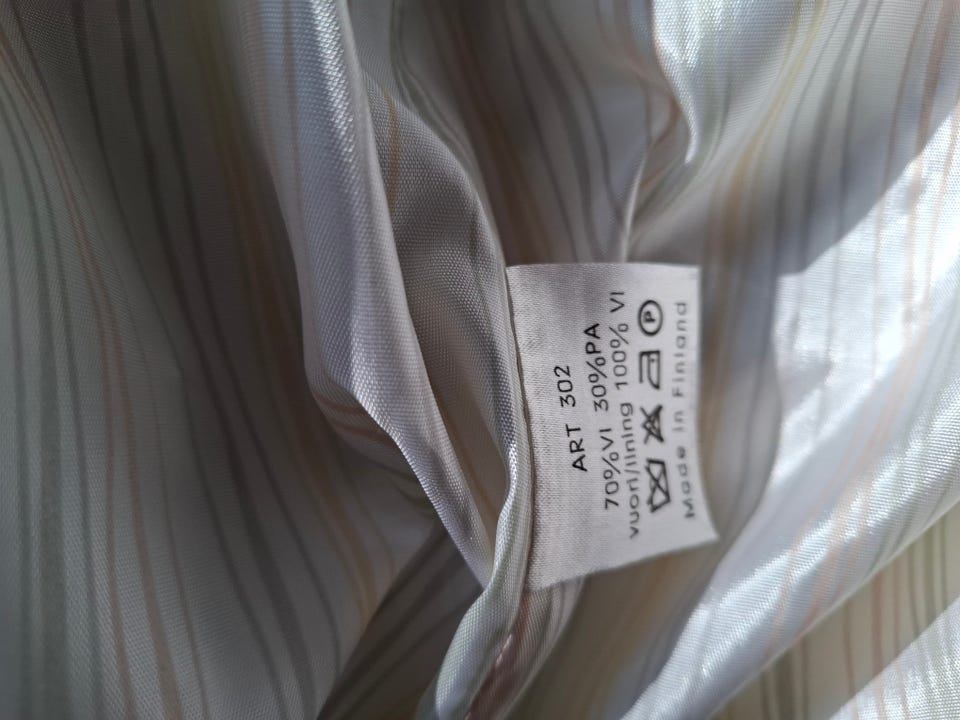 ART 302
70%VI 30%PA
vuori/lining 100% VI
P
Made in Finland